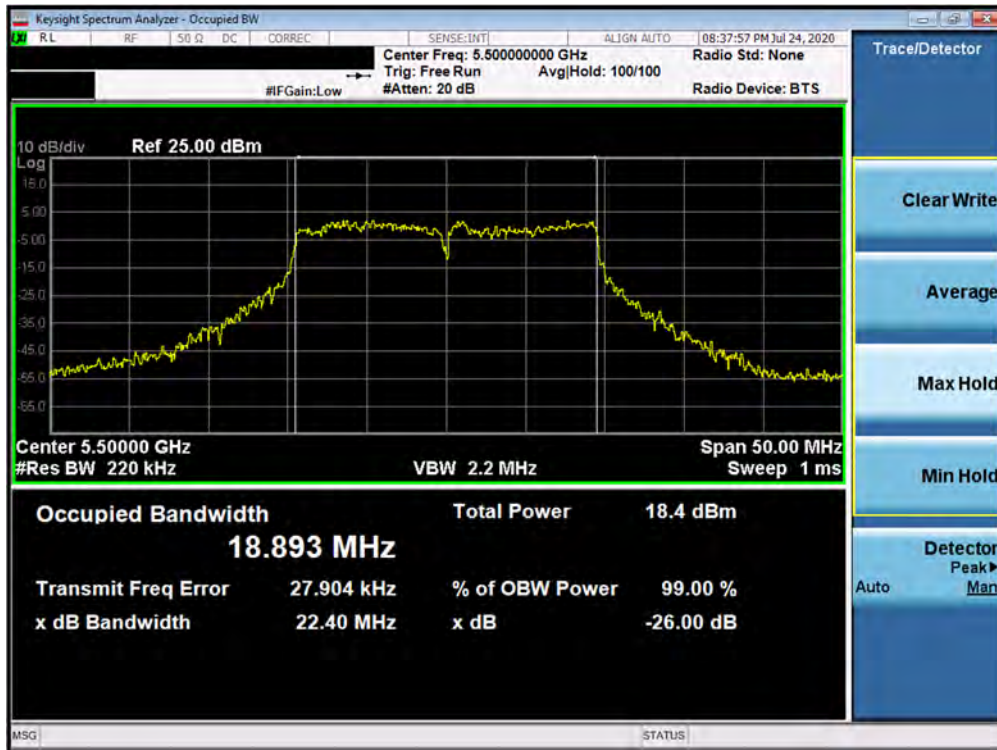 Keysight Spectrum Analyzer - Occupied BW
LXI RL RF 50 Ω DC CORREC SENSE:INT ALIGN AUTO 08:37:57 PM Jul 24, 2020
Center Freq: 5.500000000 GHz Radio Std: None
Trig: Free Run Avg|Hold: 100/100
#IFGain:Low #Atten: 20 dB Radio Device: BTS
Trace/Detector
10 dB/div Ref 25.00 dBm
Log
15.0
5.00
-5.00
-15.0
-25.0
-35.0
-45.0
-55.0
-65.0
Center 5.50000 GHz Span 50.00 MHz
#Res BW 220 kHz VBW 2.2 MHz Sweep 1 ms
Occupied Bandwidth Total Power 18.4 dBm
18.893 MHz
Transmit Freq Error 27.904 kHz % of OBW Power 99.00 %
x dB Bandwidth 22.40 MHz x dB -26.00 dB
Clear Write
Average
Max Hold
Min Hold
Detector
Peak▶
Auto Man
MSG STATUS